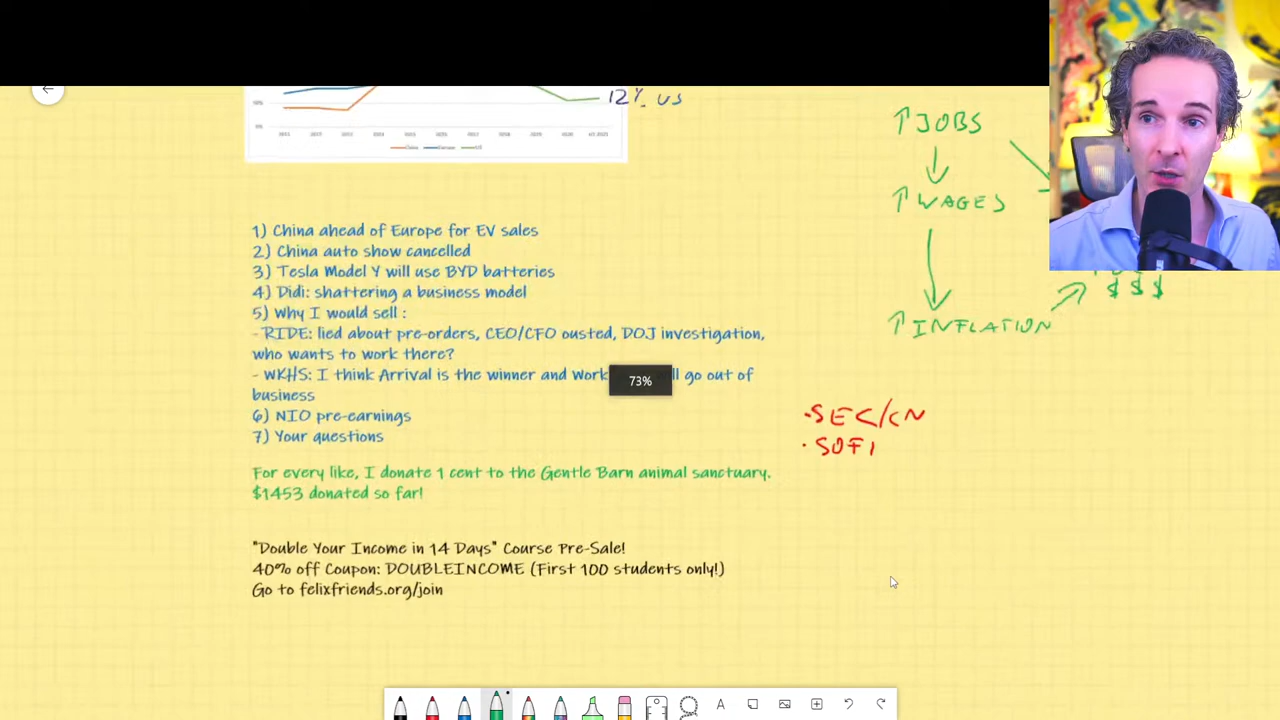 12% US
1) China ahead of Europe for EV sales
2) China auto show cancelled
3) Tesla Model Y will use BYD batteries
4) Didi: shattering a business model
5) Why I would sell :
- RIDE: lied about pre-orders, CEO/CFO ousted, DOJ investigation,
who wants to work there?
- WKHS: I think Arrival is the winner and go out of
business
6) NIO pre-earnings
7) Your questions
For every like, I donate 1 cent to the Gentle Barn animal sanctuary.
$1453 donated so far!
"Double Your Income in 14 Days" Course Pre-Sale!
40% off Coupon: DOUBLEINCOME (First 100 students only!)
Go to felixfriends.org/join
73%
↑JOBS
↑WAGES
↑INFLATION
$ $ $
·SEC/CN
·SOFI